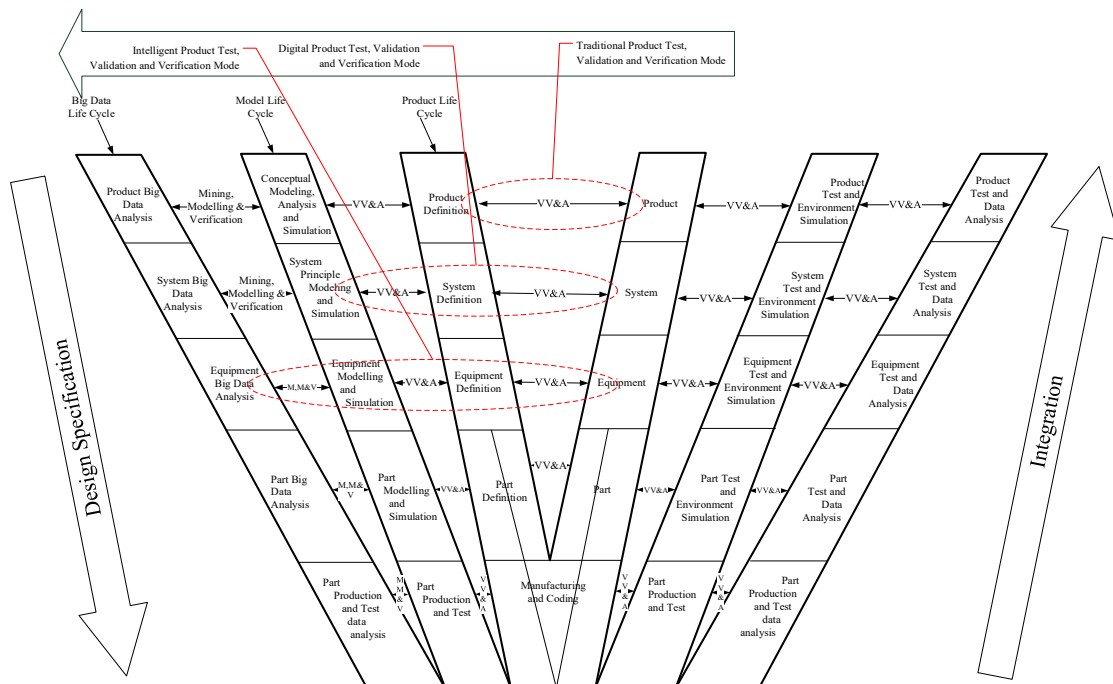 Intelligent Product Test,
Validation and Verification Mode
Digital Product Test, Validation
and Verification Mode
Traditional Product Test,
Validation and Verification Mode
Big Data
Life Cycle
Model Life
Cycle
Product Life
Cycle
Design Specification
Integration
Product Big
Data
Analysis
Mining,
Modelling &
Verification
Conceptual
Modeling,
Analysis
and
Simulation
VV&A
Product
Definition
VV&A
Product
VV&A
Product
Test and
Environment
Simulation
VV&A
Product
Test and
Data
Analysis
System Big
Data
Analysis
Mining,
Modelling &
Verification
System
Principle
Modeing
and
Simulation
VV&A
System
Definition
VV&A
System
VV&A
System
Test and
Environment
Simulation
VV&A
System
Test and
Data
Analysis
Equipment
Big Data
Analysis
M,M&V
Equipment
Modelling
and
Simulation
VV&A
Equipment
Definition
VV&A
Equipment
VV&A
Equipment
Test and
Environment
Simulation
VV&A
Equipment
Test and
Data
Analysis
Part Big
Data
Analysis
M,M&
V
Part
Modelling
and
Simulation
VV&A
Part
Definition
VV&A
Part
VV&A
Part Test
and
Environment
Simulation
VV&A
Part
Test and
Data
Analysis
Part
Production
and Test
data
analysis
M
M
&
V
Part
Production
and Test
V
V
&
A
Manufacturing
and Coding
V
V
&
A
Part
Production
and Test
V
V
&
A
Part
Production
and Test
data
analysis